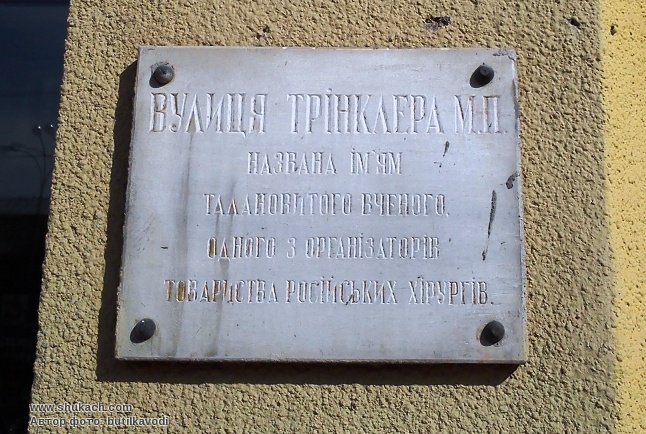 ВУЛИЦЯ ТРІНКЛЕРА М.П.
НАЗВАНА ІМ'ЯМ
ТАЛАНОВИТОГО ВЧЕНОГО,
ОДНОГО З ОРГАНІЗАТОРІВ
ТОВАРИСТВА РОСІЙСЬКИХ ХІРУРГІВ.
www.shukach.com
Автор фото: butilkavodi